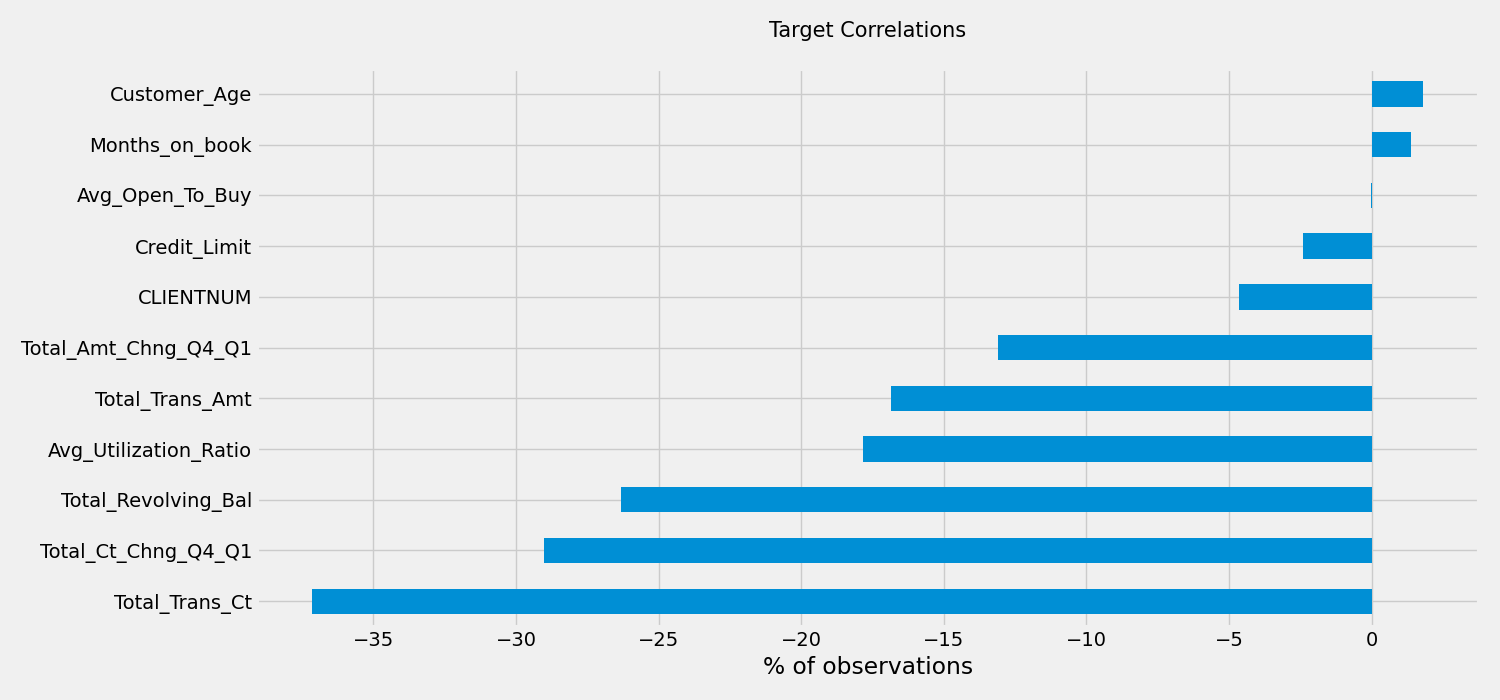 Target Correlations
Customer_Age
Months_on_book
Avg_Open_To_Buy
Credit_Limit
CLIENTNUM
Total_Amt_Chng_Q4_Q1
Total_Trans_Amt
Avg_Utilization_Ratio
Total_Revolving_Bal
Total_Ct_Chng_Q4_Q1
Total_Trans_Ct
−35 −30 −25 −20 −15 −10 −5 0
% of observations